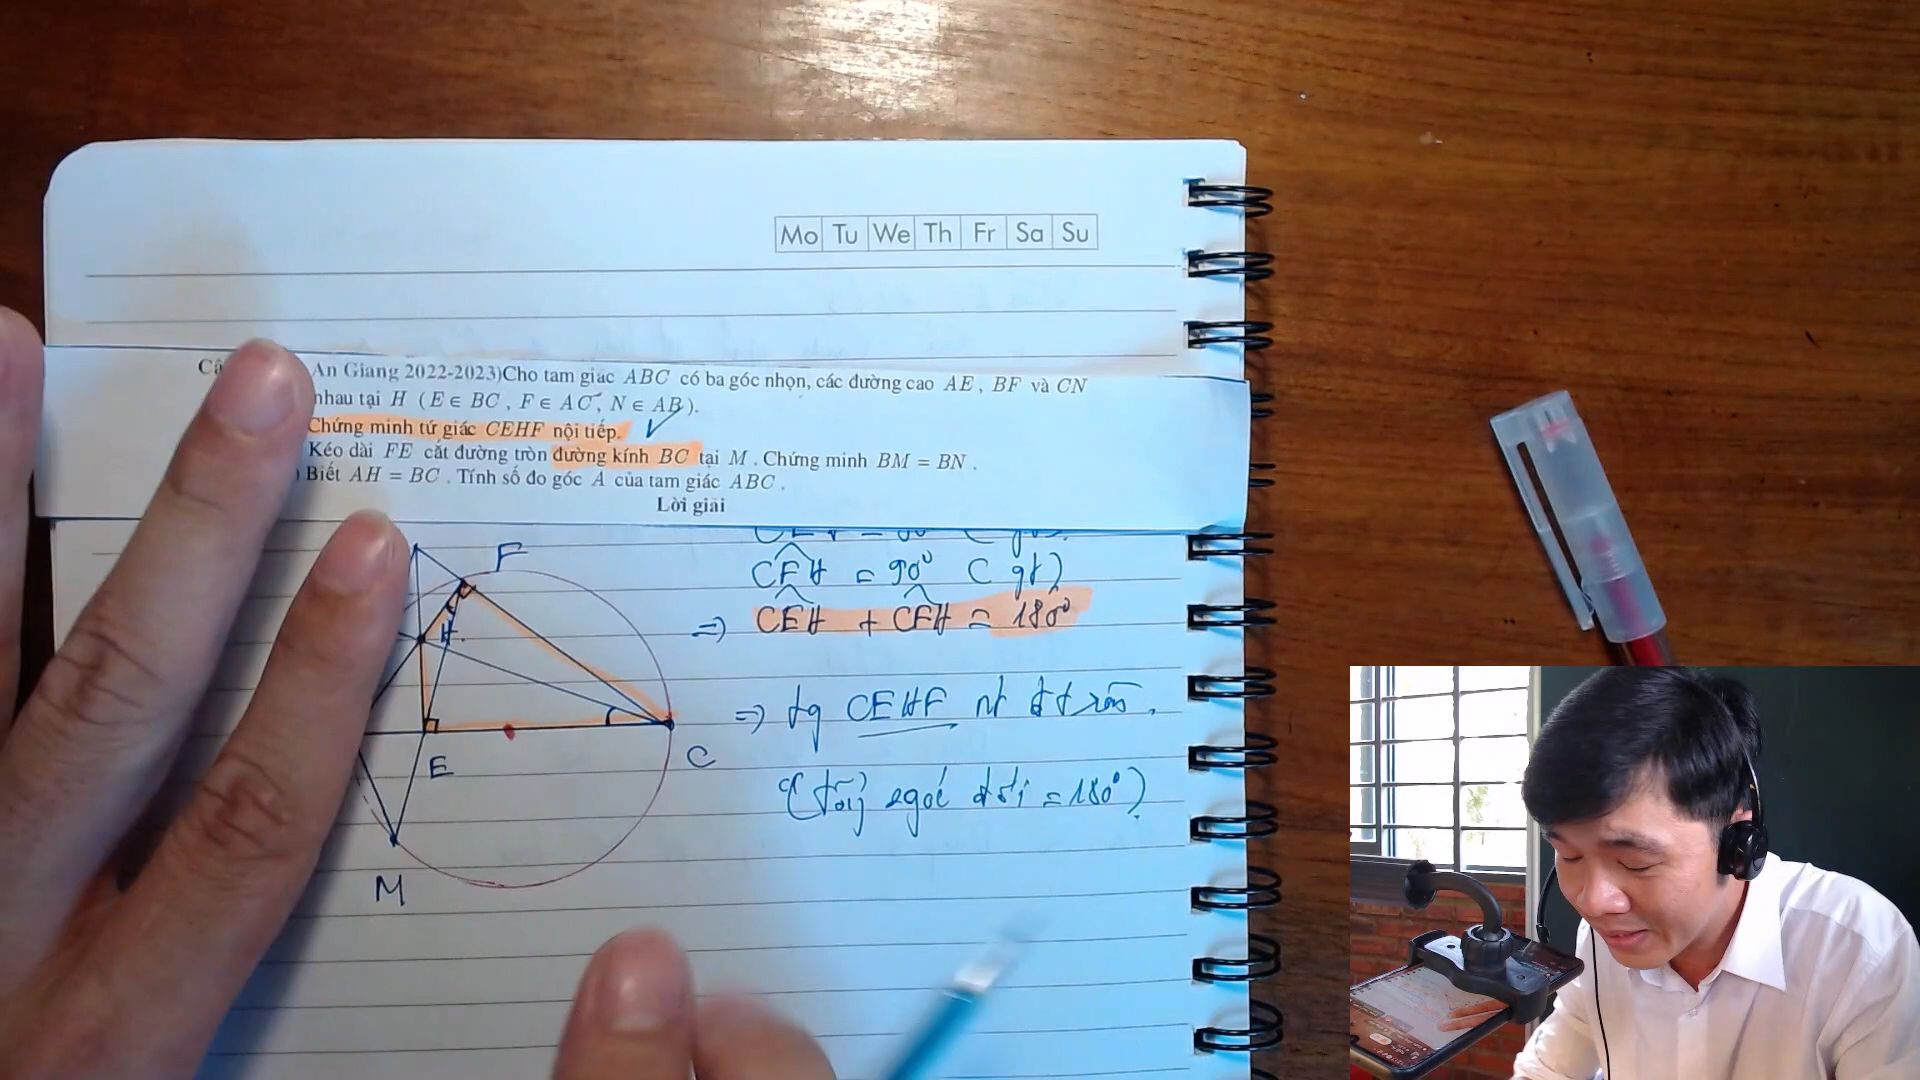 Mo Tu We Th Fr Sa Su
Câ An Giang 2022-2023)Cho tam giác ABC có ba góc nhọn, các đường cao AE, BF và CN
nhau tại H (E ∈ BC, F ∈ AC, N ∈ AB).
Chứng minh tứ giác CEHF nội tiếp.
Kéo dài FE cắt đường tròn đường kính BC tại M. Chứng minh BM = BN.
) Biết AH = BC. Tính số đo góc A của tam giác ABC.
Lời giải
F
CFH = 90° (gt)
H
=> CEH + CFH = 180°
=> tg CEHF nt đ tròn.
E
C
(tổng 2 góc đối = 180°)
M